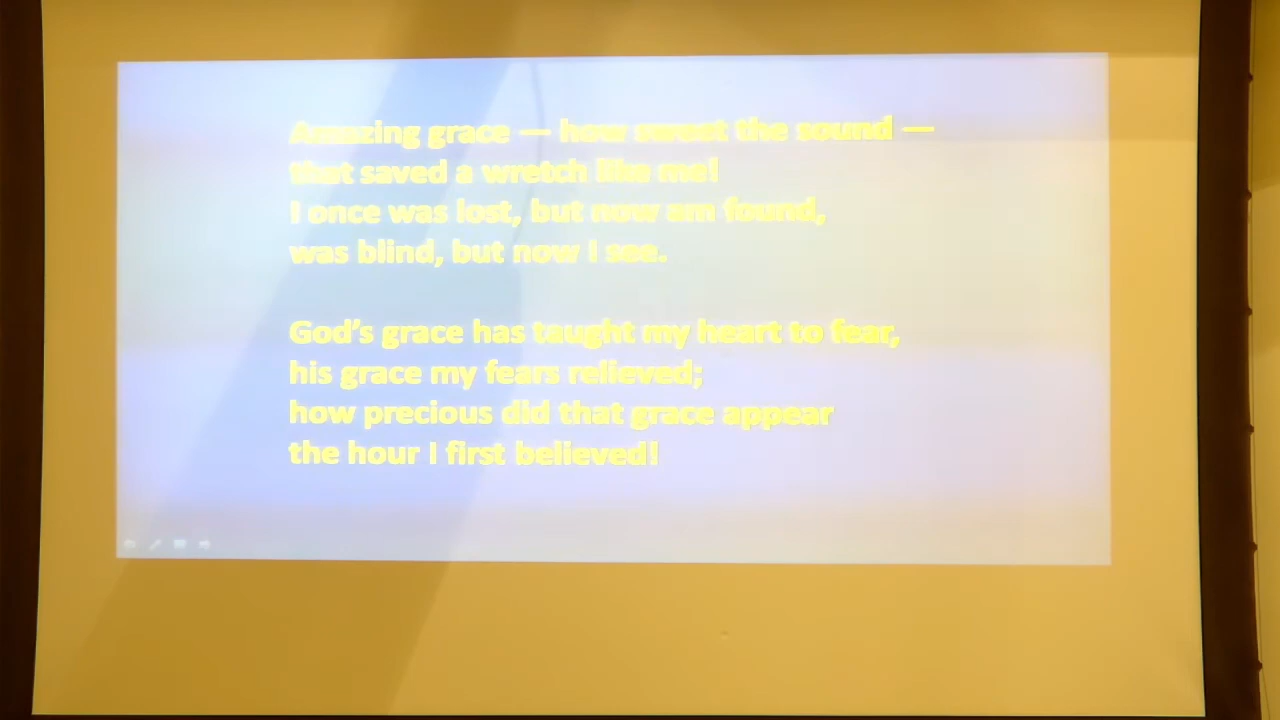 Amazing grace — how sweet the sound —
that saved a wretch like me!
I once was lost, but now am found,
was blind, but now I see.
God's grace has taught my heart to fear,
his grace my fears relieved;
how precious did that grace appear
the hour I first believed!